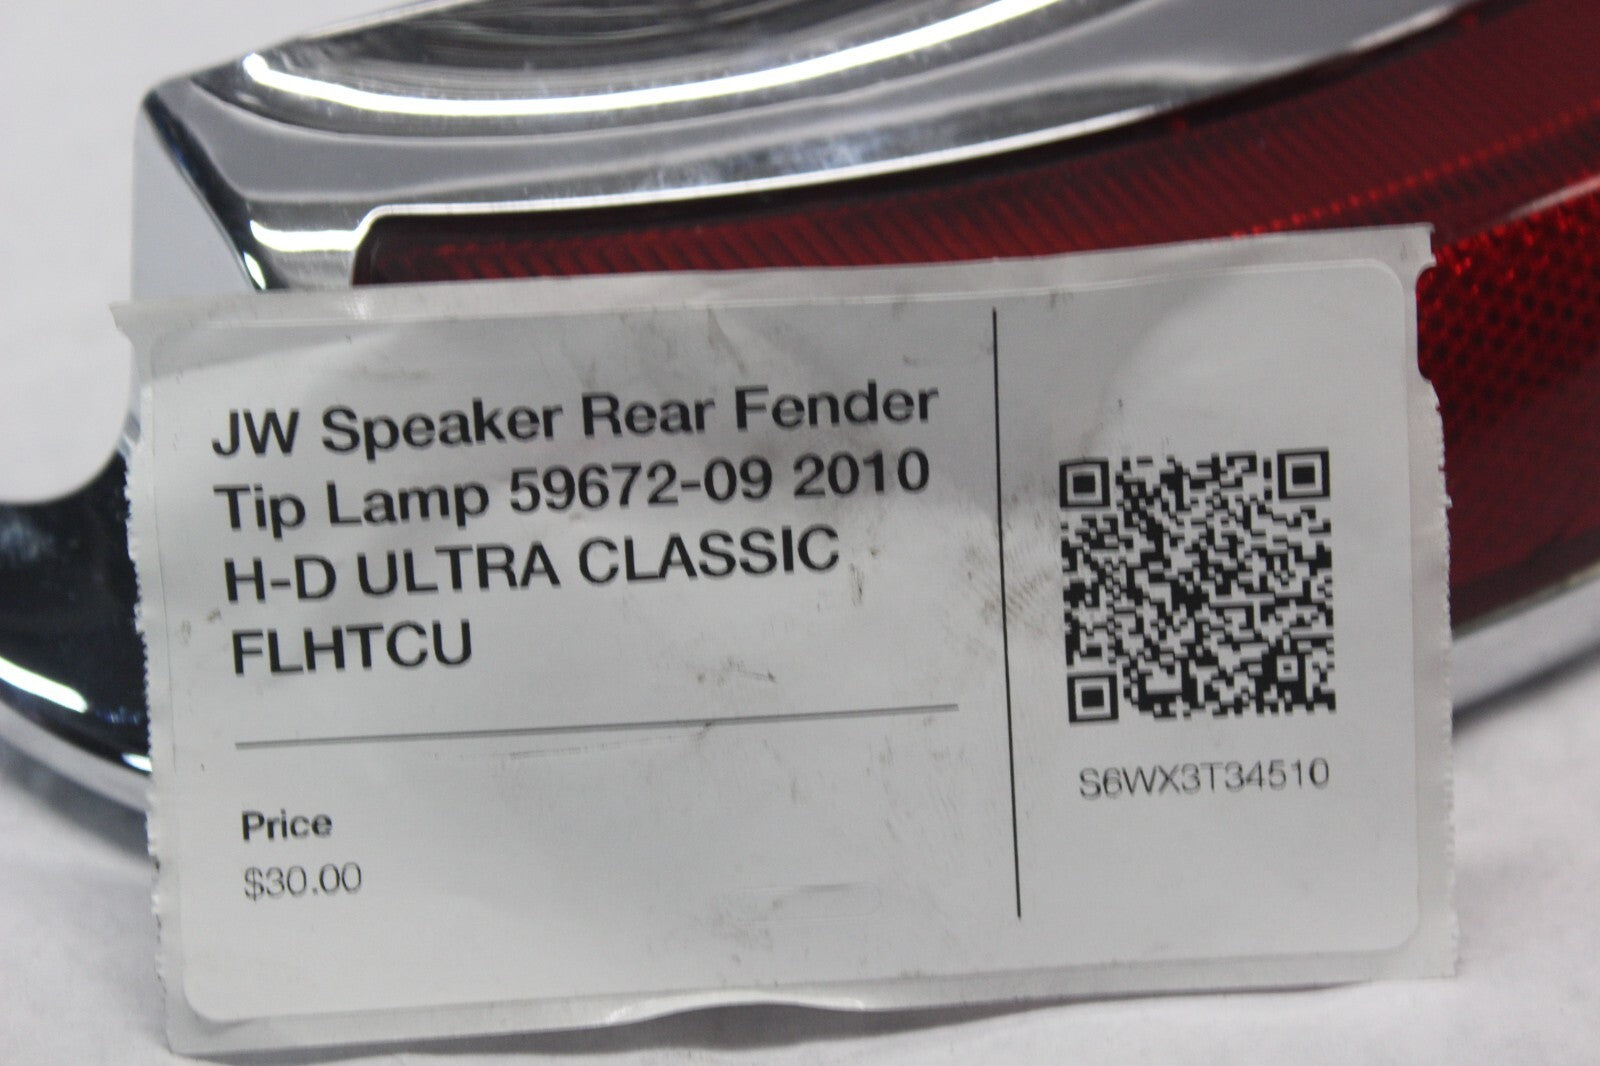 JW Speaker Rear Fender
Tip Lamp 59672-09 2010
H-D ULTRA CLASSIC
FLHTCU
Price
$30.00
S6WX3T34510